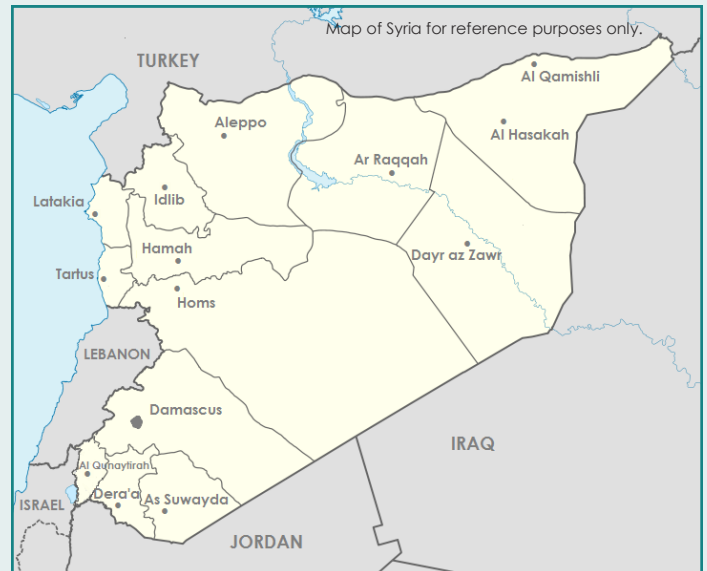 Map of Syria for reference purposes only.
TURKEY
Al Qamishli
Aleppo
Al Hasakah
Ar Raqqah
Idlib
Latakia
Hamah
Dayr az Zawr
Tartus
Homs
LEBANON
Damascus
IRAQ
Al Qunaytirah
Dera'a
As Suwayda
ISRAEL
JORDAN